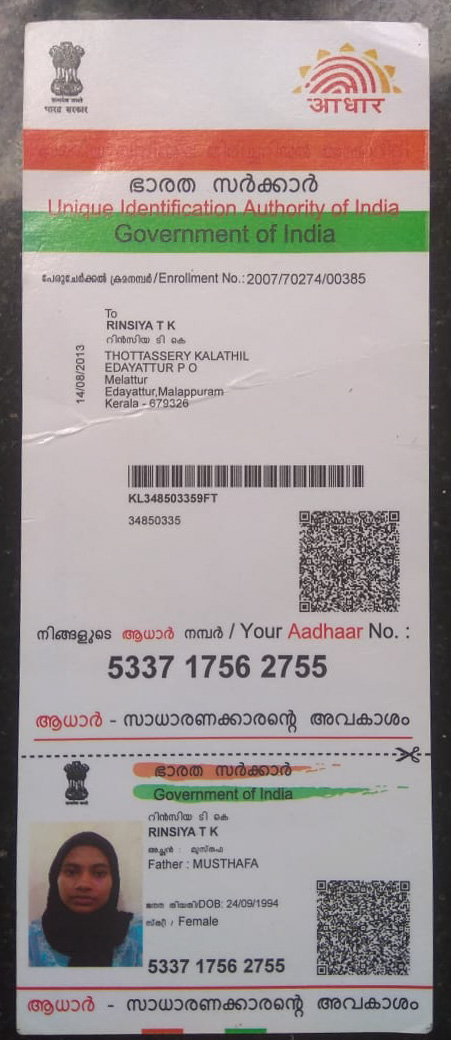 भारत सरकार
आधार
ഭാരത സർക്കാർ
Unique Identification Authority of India
Government of India
പേരുചേർക്കൽ ക്രമനമ്പർ/Enrollment No.:2007/70274/00385
To
RINSIYA T K
റിൻസിയ ടി കെ
THOTTASSERY KALATHIL
EDAYATTUR P O
Melattur
Edayattur,Malappuram
Kerala - 679326
14/08/2013
KL348503359FT
34850335
നിങ്ങളുടെ ആധാർ നമ്പർ / Your Aadhaar No. :
5337 1756 2755
ആധാർ - സാധാരണക്കാരന്റെ അവകാശം
ഭാരത സർക്കാർ
Government of India
റിൻസിയ ടി കെ
RINSIYA T K
അച്ഛൻ : മുസ്തഫ
Father : MUSTHAFA
ജനന തിയതി/DOB: 24/09/1994
സ്ത്രീ / Female
5337 1756 2755
ആധാർ - സാധാരണക്കാരന്റെ അവകാശം